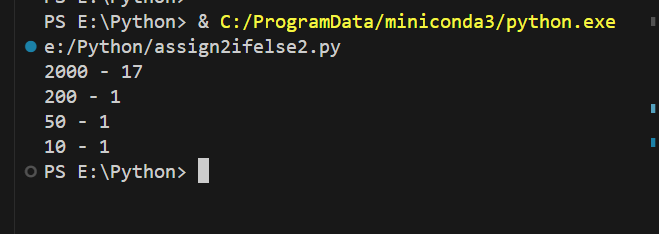 PS E:\Python> & C:/ProgramData/miniconda3/python.exe
e:/Python/assign2ifelse2.py
2000 - 17
200 - 1
50 - 1
10 - 1
PS E:\Python>